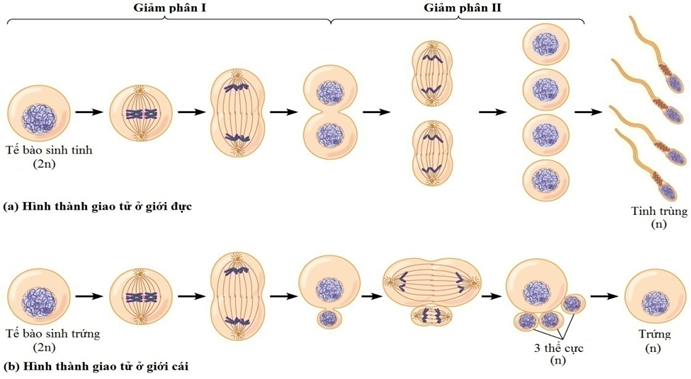 Giảm phân I
Giảm phân II
Tế bào sinh tinh
(2n)
Tinh trùng
(n)
(a) Hình thành giao tử ở giới đực
Tế bào sinh trứng
(2n)
3 thể cực
(n)
Trứng
(n)
(b) Hình thành giao tử ở giới cái